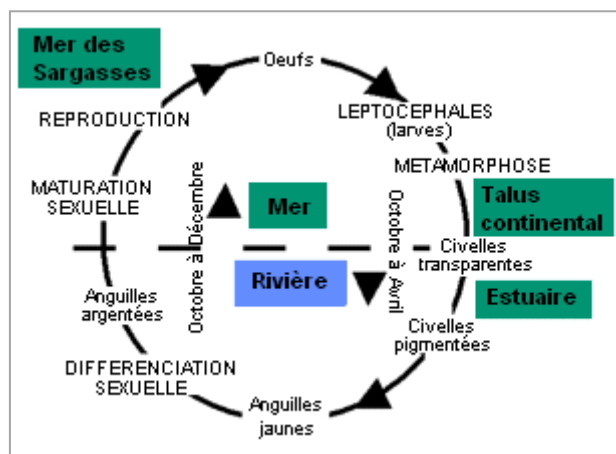 Mer des
Sargasses
Oeufs
REPRODUCTION
LEPTOCEPHALES
(larves)
METAMORPHOSE
MATURATION
SEXUELLE
Octobre à Décembre
Mer
Octobre à Avril
Talus
continental
Civelles
transparentes
Rivière
Anguilles
argentées
Estuaire
Civelles
pigmentées
DIFFERENCIATION
SEXUELLE
Anguilles
jaunes